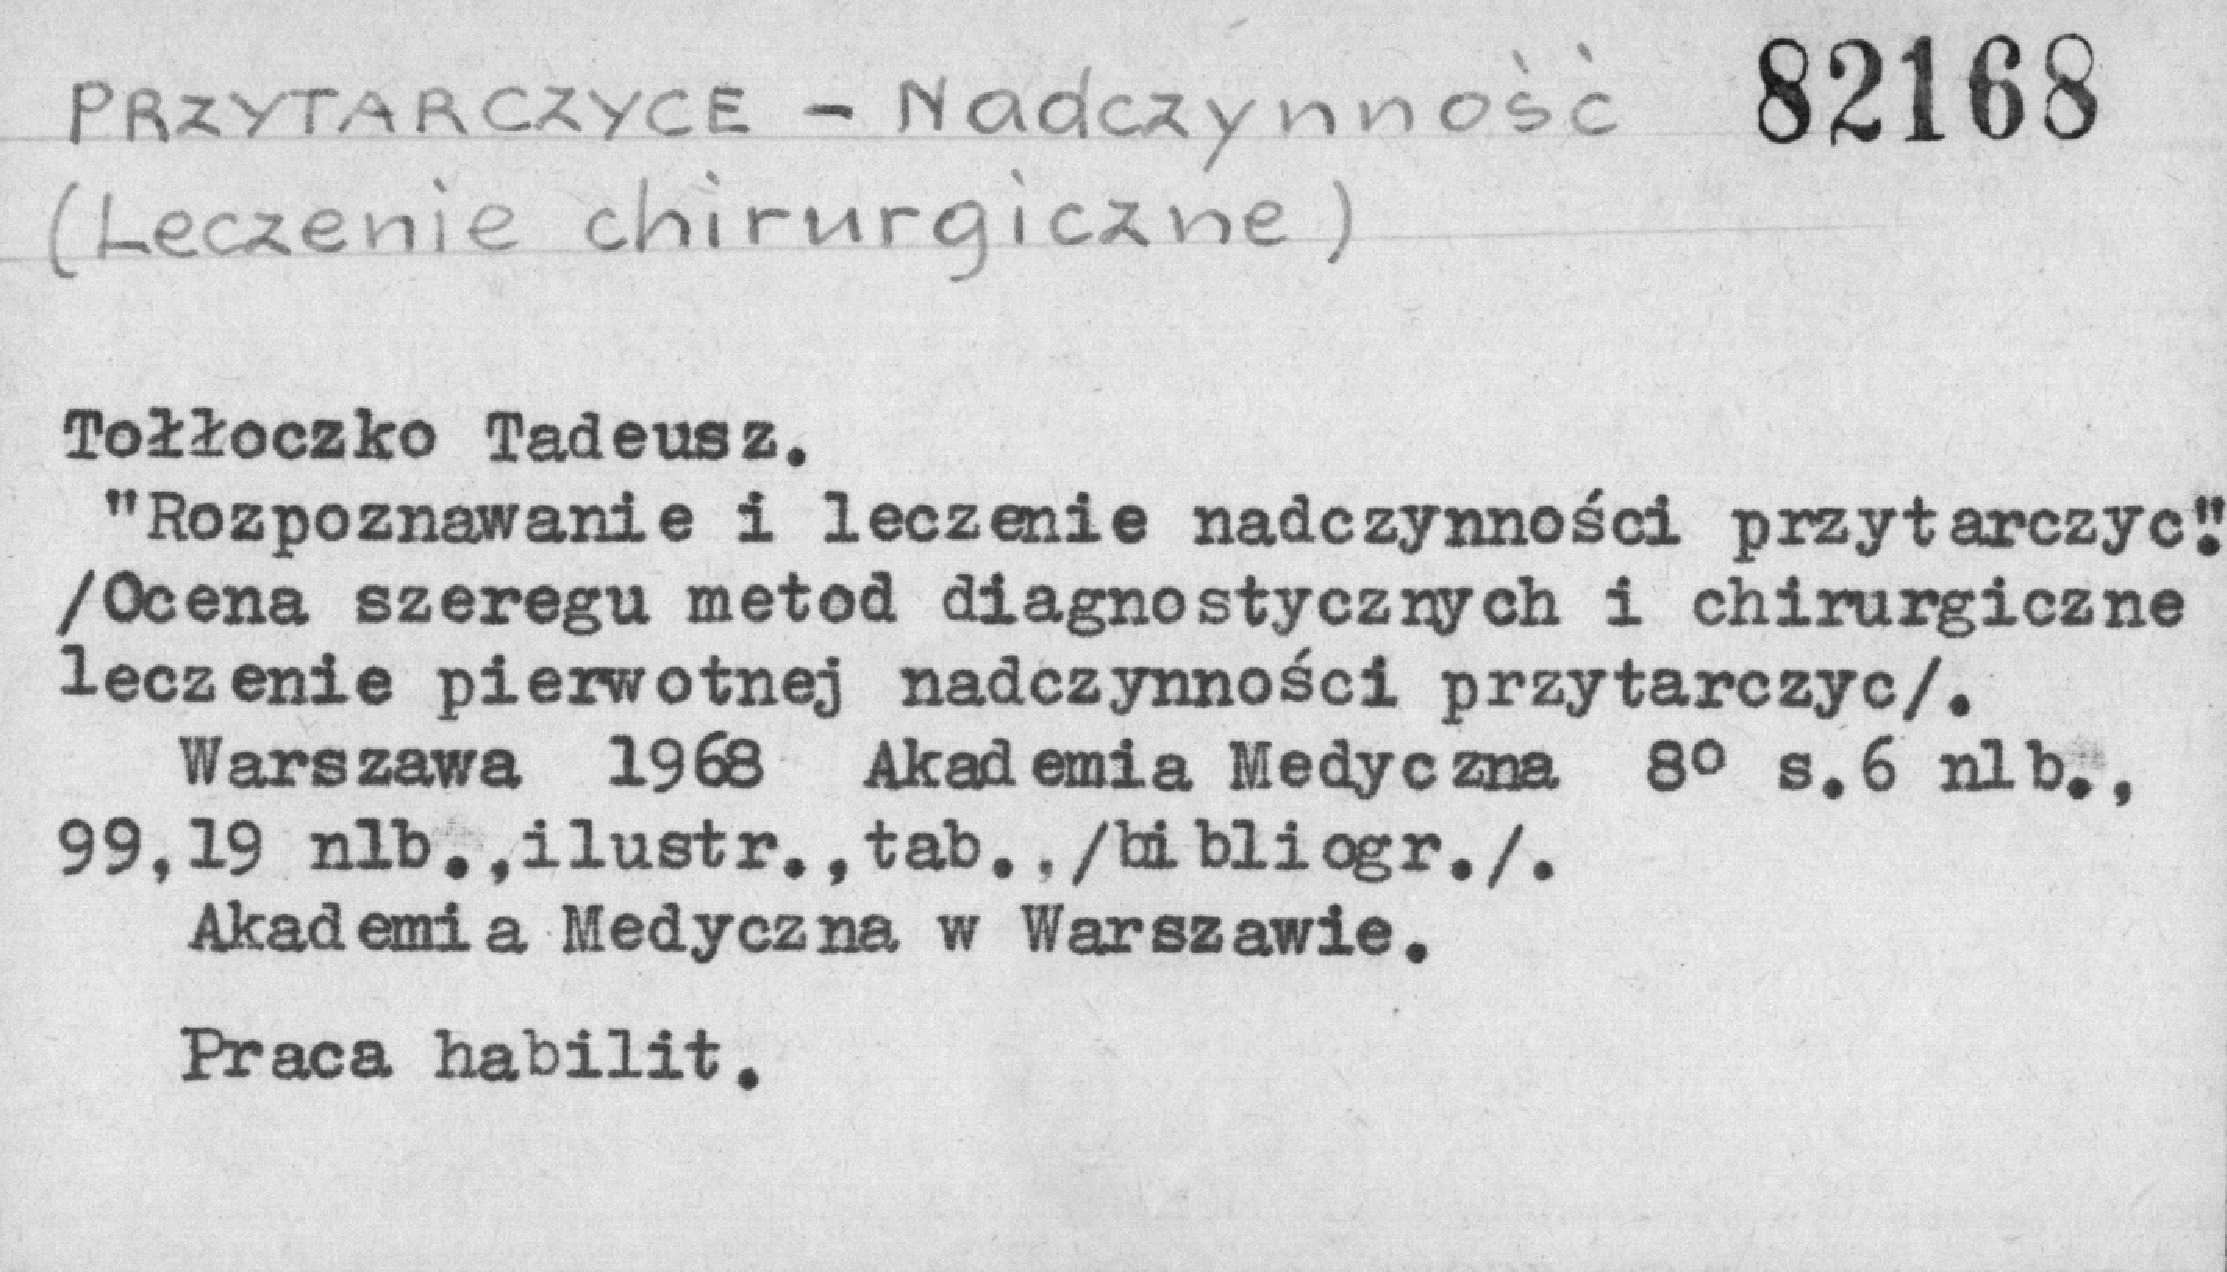 PRZYTARCZYCE - Nadczynność 82168
(Leczenie chirurgiczne)
Tołłoczko Tadeusz.
"Rozpoznawanie i leczenie nadczynności przytarczyc".
/Ocena szeregu metod diagnostycznych i chirurgiczne
leczenie pierwotnej nadczynności przytarczyc/.
Warszawa 1968 Akademia Medyczna 8° s.6 nlb.,
99,19 nlb.,ilustr.,tab.,/bibliogr./.
Akademia Medyczna w Warszawie.
Praca habilit.